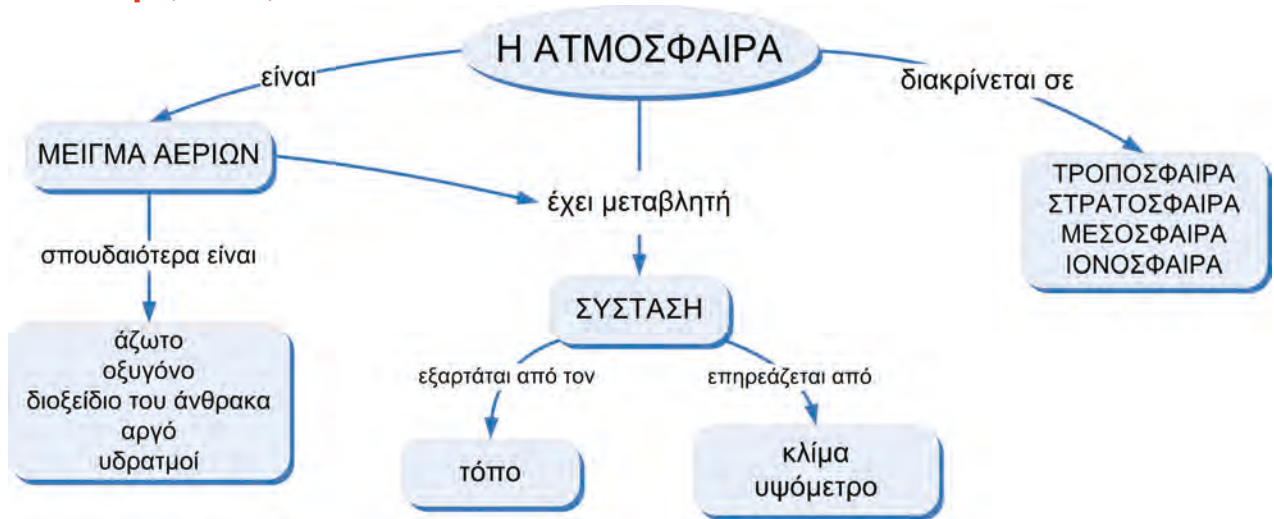 Η ΑΤΜΟΣΦΑΙΡΑ
είναι
διακρίνεται σε
ΜΕΙΓΜΑ ΑΕΡΙΩΝ
έχει μεταβλητή
ΤΡΟΠΟΣΦΑΙΡΑ
ΣΤΡΑΤΟΣΦΑΙΡΑ
ΜΕΣΟΣΦΑΙΡΑ
ΙΟΝΟΣΦΑΙΡΑ
σπουδαιότερα είναι
ΣΥΣΤΑΣΗ
άζωτο
οξυγόνο
διοξείδιο του άνθρακα
αργό
υδρατμοί
εξαρτάται από τον
επηρεάζεται από
τόπο
κλίμα
υψόμετρο